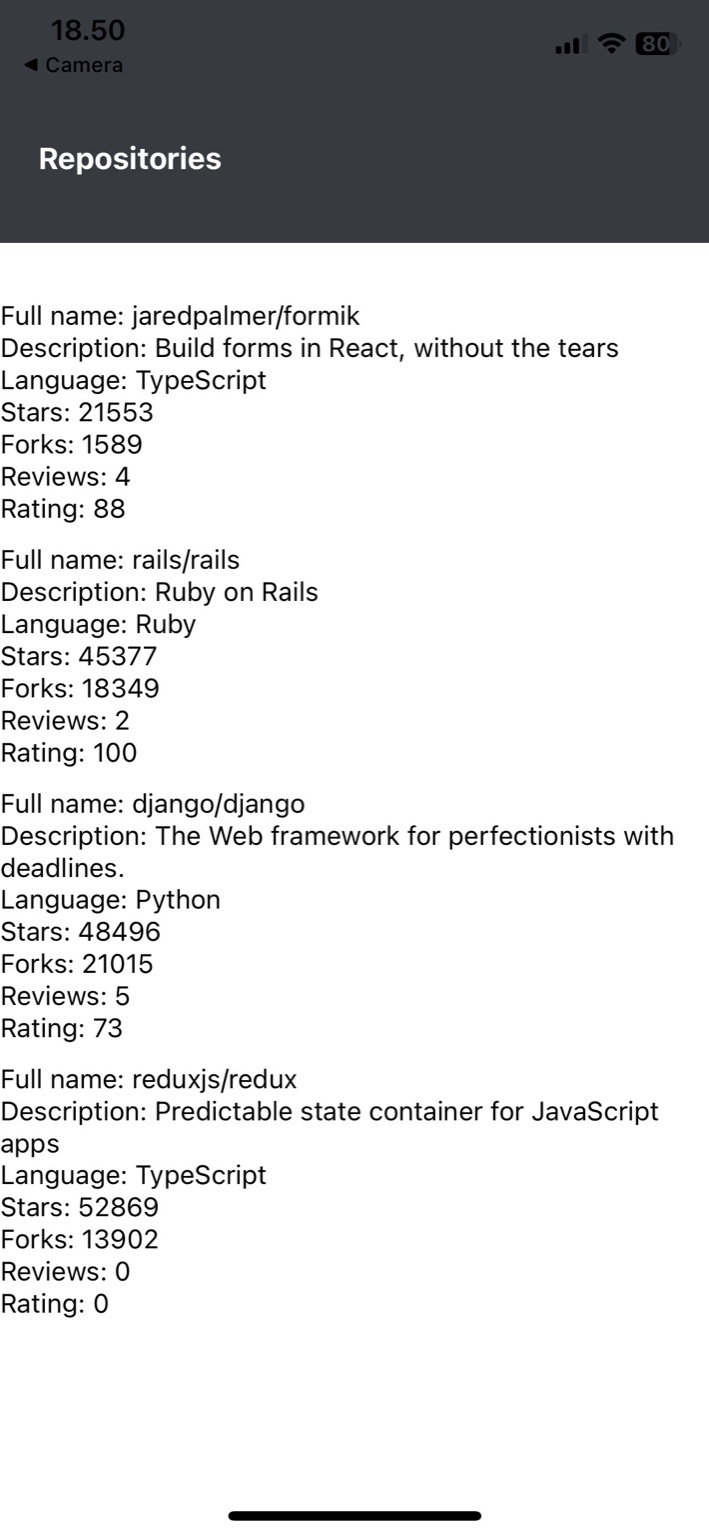 18.50
◀ Camera
80
Repositories
Full name: jaredpalmer/formik
Description: Build forms in React, without the tears
Language: TypeScript
Stars: 21553
Forks: 1589
Reviews: 4
Rating: 88
Full name: rails/rails
Description: Ruby on Rails
Language: Ruby
Stars: 45377
Forks: 18349
Reviews: 2
Rating: 100
Full name: django/django
Description: The Web framework for perfectionists with
deadlines.
Language: Python
Stars: 48496
Forks: 21015
Reviews: 5
Rating: 73
Full name: reduxjs/redux
Description: Predictable state container for JavaScript
apps
Language: TypeScript
Stars: 52869
Forks: 13902
Reviews: 0
Rating: 0